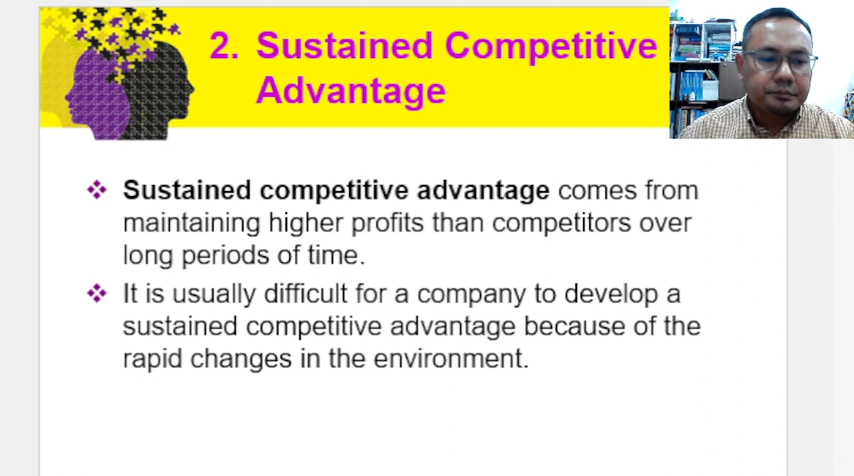 2. Sustained Competitive
Advantage
❖ Sustained competitive advantage comes from
maintaining higher profits than competitors over
long periods of time.
❖ It is usually difficult for a company to develop a
sustained competitive advantage because of the
rapid changes in the environment.